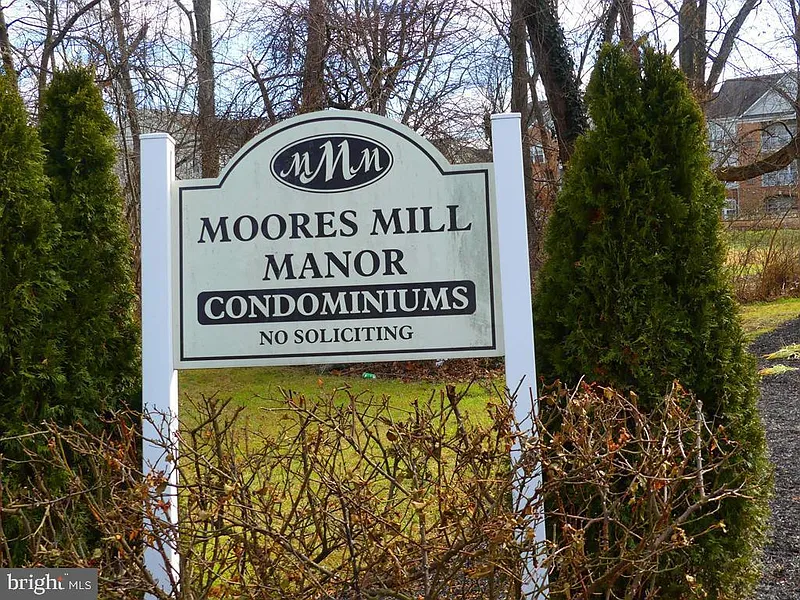 MMM
MOORES MILL
MANOR
CONDOMINIUMS
NO SOLICITING
bright MLS